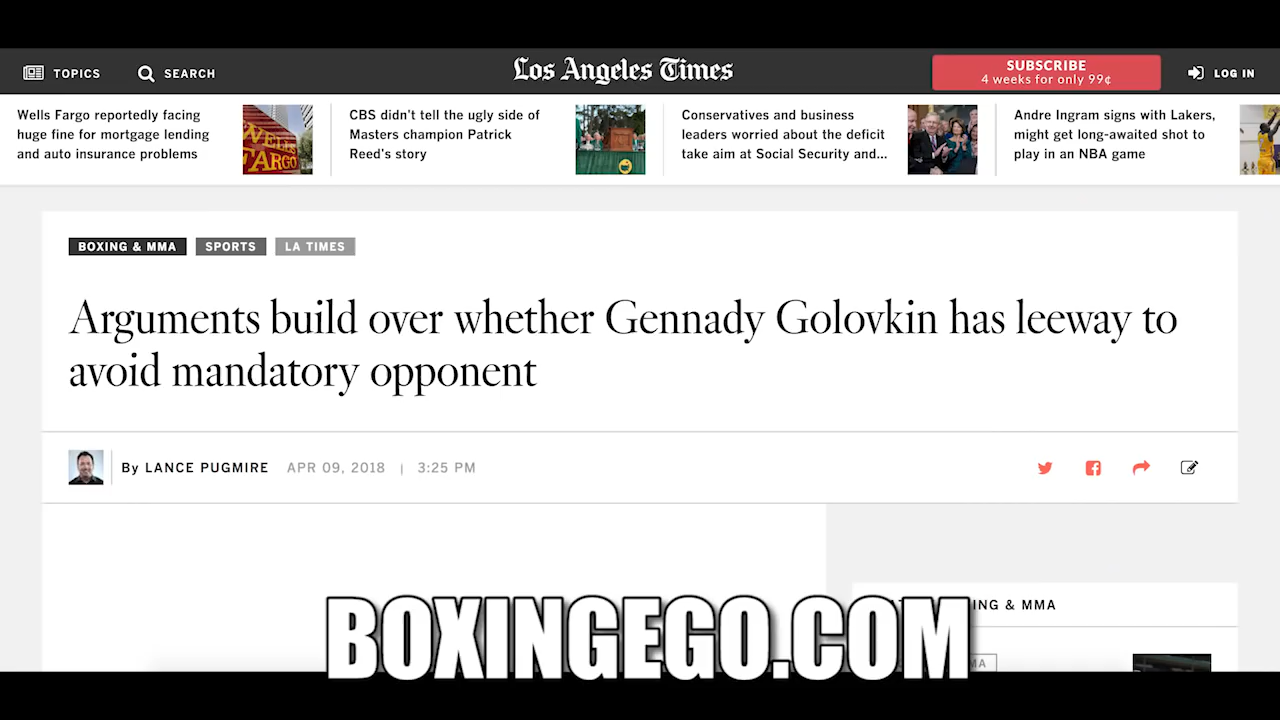 TOPICS
SEARCH
Los Angeles Times
SUBSCRIBE
4 weeks for only 99¢
LOG IN
Wells Fargo reportedly facing
huge fine for mortgage lending
and auto insurance problems
WELLS
FARGO
CBS didn't tell the ugly side of
Masters champion Patrick
Reed's story
Conservatives and business
leaders worried about the deficit
take aim at Social Security and...
Andre Ingram signs with Lakers,
might get long-awaited shot to
play in an NBA game
BOXING & MMA
SPORTS
LA TIMES
Arguments build over whether Gennady Golovkin has leeway to
avoid mandatory opponent
By LANCE PUGMIRE
APR 09, 2018 | 3:25 PM
& MMA
BOXINGEGO.COM